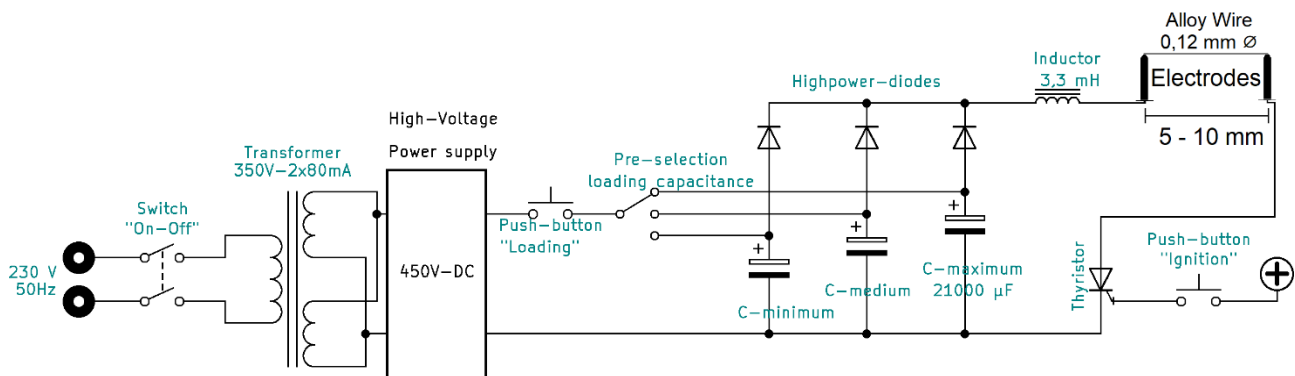 Alloy Wire
0,12 mm Ø
Inductor
3,3 mH
Electrodes
Highpower-diodes
5 - 10 mm
High-Voltage
Power supply
Transformer
350V-2x80mA
Pre-selection
loading capacitance
Switch
"On-Off"
+
Push-button
"Loading"
+
+
Push-button
"Ignition"
230 V
50Hz
450V-DC
C-maximum
21000 µF
Thyristor
C-medium
C-minimum